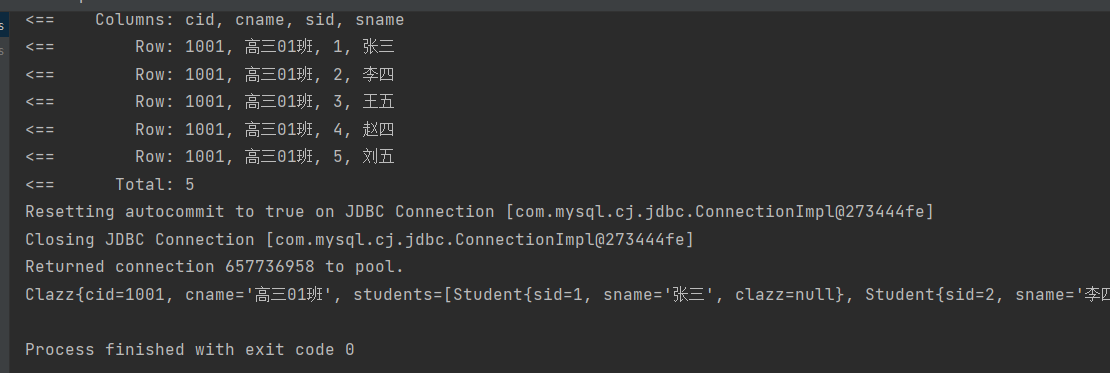 <==    Columns: cid, cname, sid, sname
<==        Row: 1001, 高三01班, 1, 张三
<==        Row: 1001, 高三01班, 2, 李四
<==        Row: 1001, 高三01班, 3, 王五
<==        Row: 1001, 高三01班, 4, 赵四
<==        Row: 1001, 高三01班, 5, 刘五
<==      Total: 5
Resetting autocommit to true on JDBC Connection [com.mysql.cj.jdbc.ConnectionImpl@273444fe]
Closing JDBC Connection [com.mysql.cj.jdbc.ConnectionImpl@273444fe]
Returned connection 657736958 to pool.
Clazz{cid=1001, cname='高三01班', students=[Student{sid=1, sname='张三', clazz=null}, Student{sid=2, sname='李四
Process finished with exit code 0